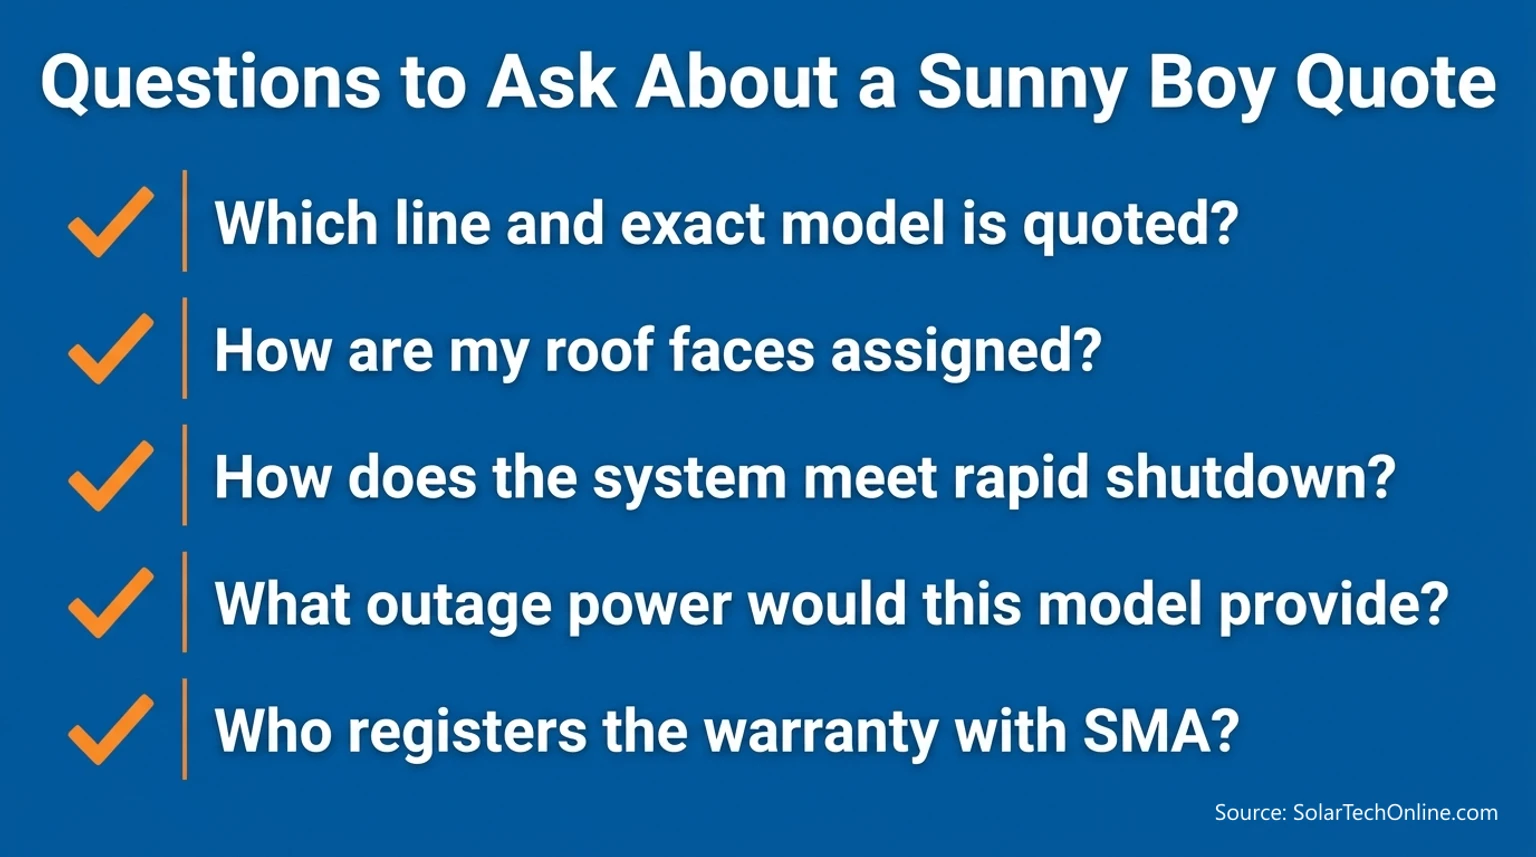 Questions to Ask About a Sunny Boy Quote
Which line and exact model is quoted?
How are my roof faces assigned?
How does the system meet rapid shutdown?
What outage power would this model provide?
Who registers the warranty with SMA?
Source: SolarTechOnline.com